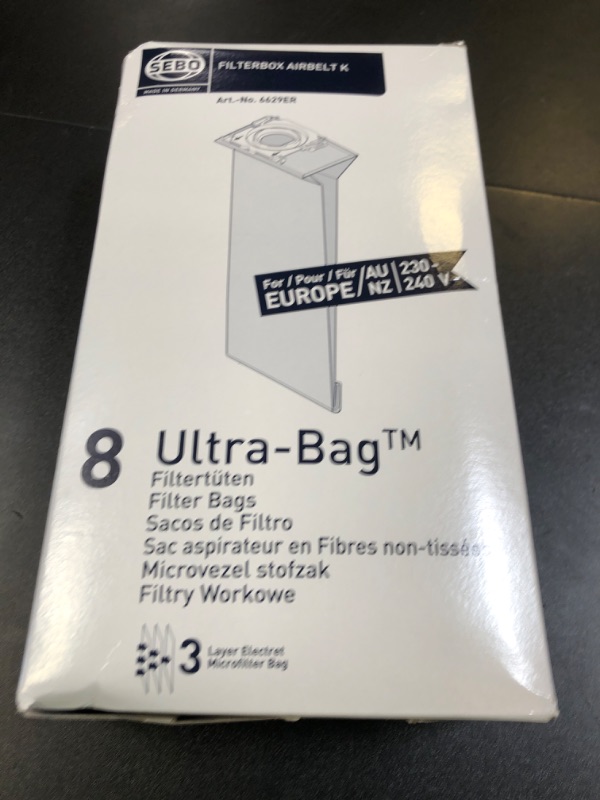 SEBO
MADE IN GERMANY
FILTERBOX AIRBELT K
Art.-No. 6629ER
For / Pour / Für
EUROPE / AU NZ
230-
240 V~
8 Ultra-Bag™
Filtertüten
Filter Bags
Sacos de Filtro
Sac aspirateur en Fibres non-tissées
Microvezel stofzak
Filtry Workowe
3 Layer Electret
Microfilter Bag